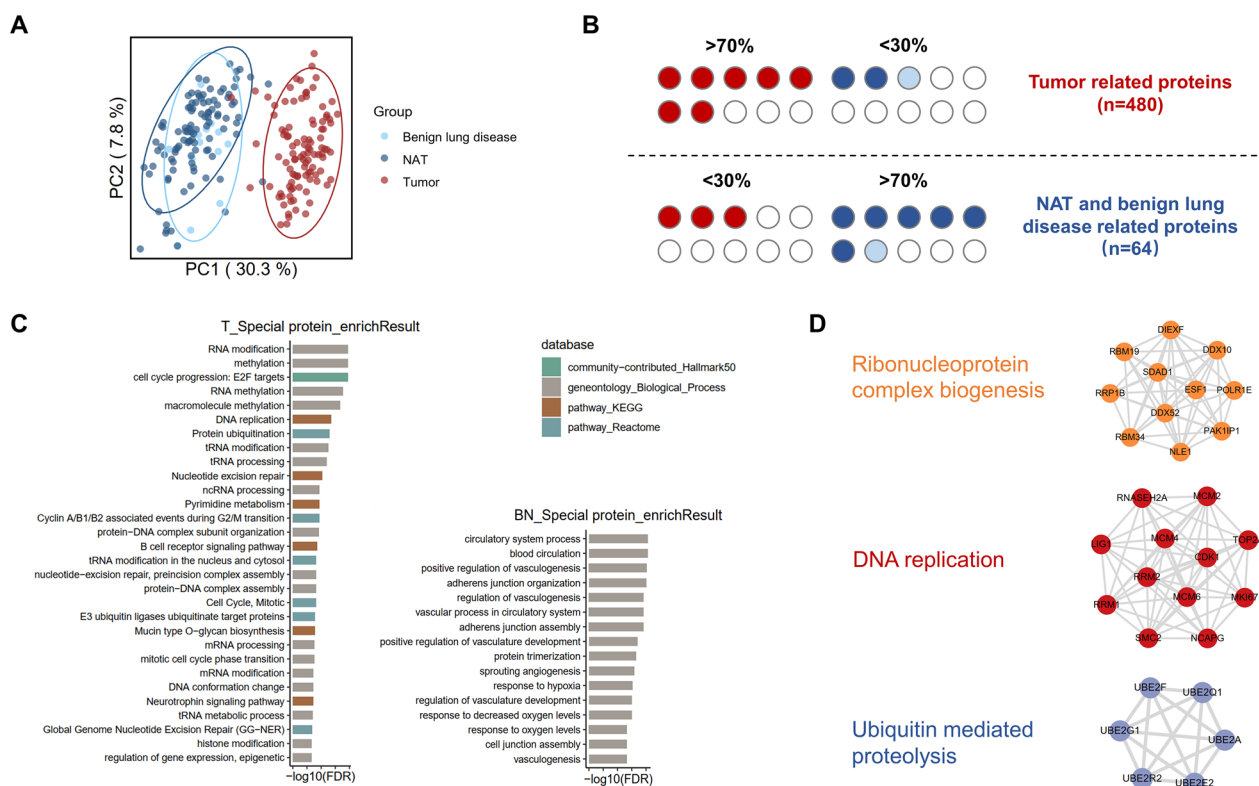 A
PC2 ( 7.8 %)
PC1 ( 30.3 %)
Group
Benign lung disease
NAT
Tumor
B
>70%
<30%
Tumor related proteins
(n=480)
<30%
>70%
NAT and benign lung
disease related proteins
(n=64)
C
T_Special protein_enrichResult
RNA modification
methylation
cell cycle progression: E2F targets
RNA methylation
macromolecule methylation
DNA replication
Protein ubiquitination
tRNA modification
tRNA processing
Nucleotide excision repair
ncRNA processing
Pyrimidine metabolism
Cyclin A/B1/B2 associated events during G2/M transition
protein−DNA complex subunit organization
B cell receptor signaling pathway
tRNA modification in the nucleus and cytosol
nucleotide−excision repair, preincision complex assembly
protein−DNA complex assembly
Cell Cycle, Mitotic
E3 ubiquitin ligases ubiquitinate target proteins
Mucin type O−glycan biosynthesis
mRNA processing
mitotic cell cycle phase transition
mRNA modification
DNA conformation change
Neurotrophin signaling pathway
tRNA metabolic process
Global Genome Nucleotide Excision Repair (GG−NER)
histone modification
regulation of gene expression, epigenetic
−log10(FDR)
database
community-contributed_Hallmark50
geneontology_Biological_Process
pathway_KEGG
pathway_Reactome
BN_Special protein_enrichResult
circulatory system process
blood circulation
positive regulation of vasculogenesis
adherens junction organization
regulation of vasculogenesis
vascular process in circulatory system
adherens junction assembly
positive regulation of vasculature development
protein trimerization
sprouting angiogenesis
response to hypoxia
regulation of vasculature development
response to decreased oxygen levels
response to oxygen levels
cell junction assembly
vasculogenesis
−log10(FDR)
D
Ribonucleoprotein
complex biogenesis
DIEXF
RBM19
DDX10
SDAD1
RRP1B
ESF1
POLR1E
DDX52
RBM34
PAK1IP1
NLE1
DNA replication
RNASEH2A
MCM2
LIG1
MCM4
TOP2A
CDK1
RRM2
RRM1
MCM6
MKI67
SMC2
NCAPG
Ubiquitin mediated
proteolysis
UBE2F
UBE2Q1
UBE2G1
UBE2A
UBE2R2
UBE2E2